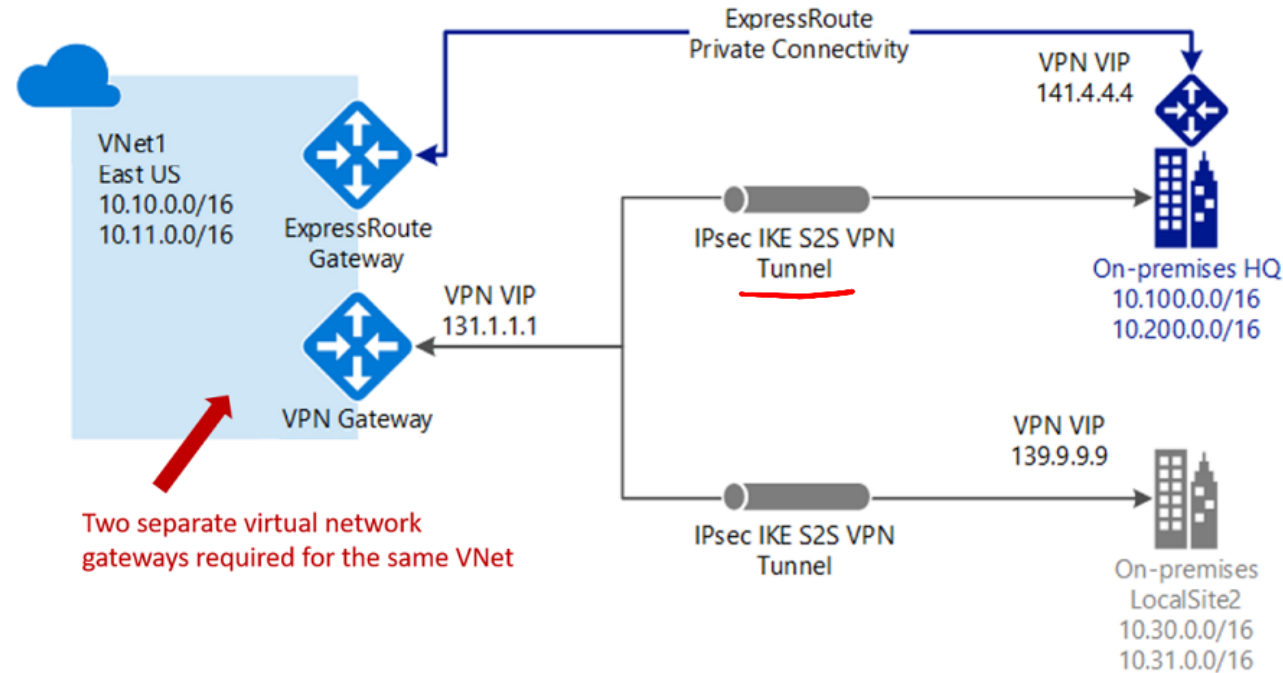 ExpressRoute
Private Connectivity
VPN VIP
141.4.4.4
VNet1
East US
10.10.0.0/16
10.11.0.0/16
ExpressRoute
Gateway
IPsec IKE S2S VPN
Tunnel
On-premises HQ
10.100.0.0/16
10.200.0.0/16
VPN VIP
131.1.1.1
VPN Gateway
VPN VIP
139.9.9.9
Two separate virtual network
gateways required for the same VNet
IPsec IKE S2S VPN
Tunnel
On-premises
LocalSite2
10.30.0.0/16
10.31.0.0/16